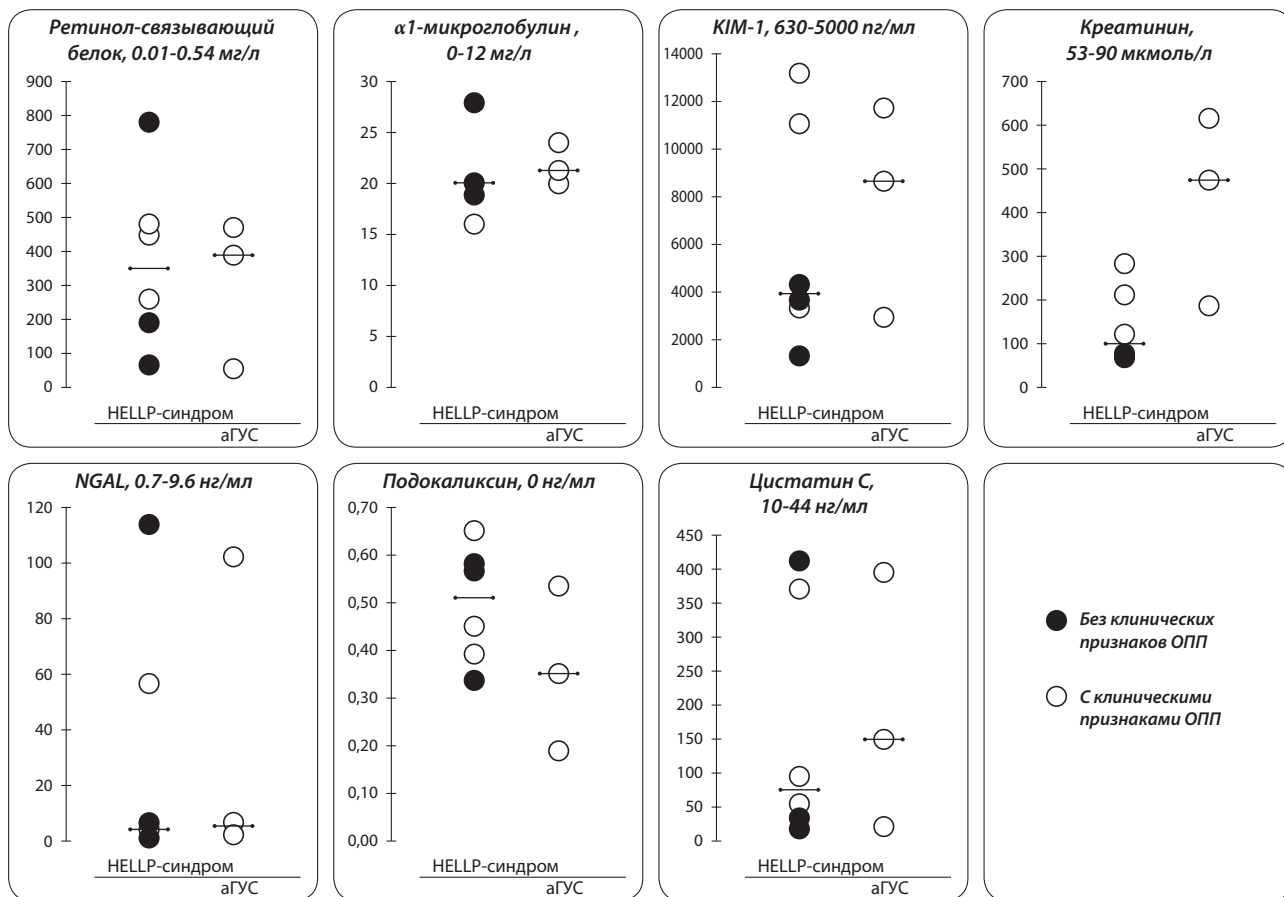 Ретинол-связывающий
белок, 0.01-0.54 мг/л
900
800
700
600
500
400
300
200
100
0
HELLP-синдром
аГУС
α1-микроглобулин ,
0-12 мг/л
30
25
20
15
10
5
0
HELLP-синдром
аГУС
KIM-1, 630-5000 пг/мл
14000
12000
10000
8000
6000
4000
2000
0
HELLP-синдром
аГУС
Креатинин,
53-90 мкмоль/л
700
600
500
400
300
200
100
0
HELLP-синдром
аГУС
NGAL, 0.7-9.6 нг/мл
120
100
80
60
40
20
0
HELLP-синдром
аГУС
Подокаликсин, 0 нг/мл
0,70
0,60
0,50
0,40
0,30
0,20
0,10
0,00
HELLP-синдром
аГУС
Цистатин С,
10-44 нг/мл
450
400
350
300
250
200
150
100
50
0
HELLP-синдром
аГУС
Без клинических
признаков ОПП
С клиническими
признаками ОПП